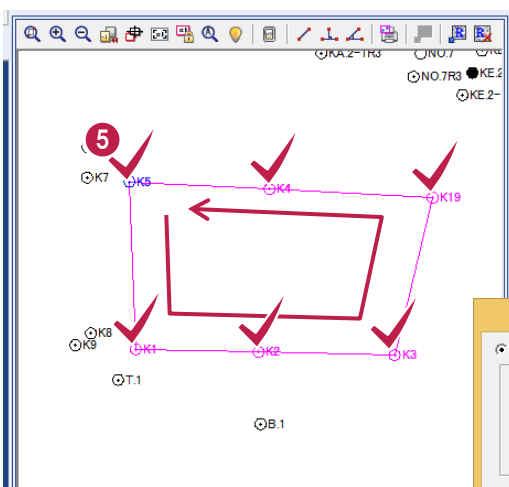 KA.2-1R3
NO.7
NO.7R3
KE.2
KE.2-
5
K7
K5
K4
K19
K8
K9
K1
K2
K3
T.1
B.1